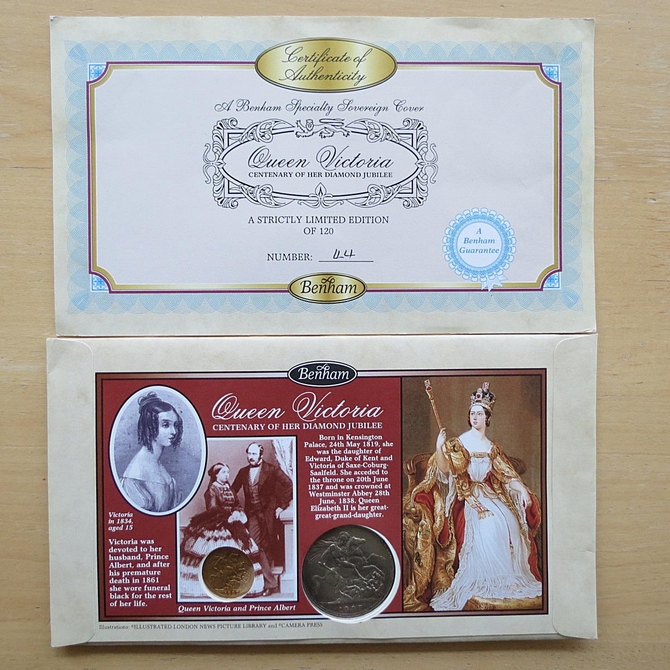 Certificate of
Authenticity
A Benham Specialty Sovereign Cover
Queen Victoria
CENTENARY OF HER DIAMOND JUBILEE
A STRICTLY LIMITED EDITION
OF 120
NUMBER: 44
A
Benham
Guarantee
Benham
Benham
Queen Victoria
CENTENARY OF HER DIAMOND JUBILEE
Born in Kensington
Palace, 24th May 1819, she
was the daughter of
Edward, Duke of Kent and
Victoria of Saxe-Coburg-
Saalfeld. She acceded to
the throne on 20th June
1837 and was crowned at
Westminster Abbey 28th
June, 1838. Queen
Elizabeth II is her great-
great-grand-daughter.
Victoria
in 1834.
aged 15
Victoria was
devoted to her
husband, Prince
Albert, and after
his premature
death in 1861
she wore funeral
black for the rest
of her life.
Queen Victoria and Prince Albert
Illustrations: ©ILLUSTRATED LONDON NEWS PICTURE LIBRARY and ©CAMERA PRESS